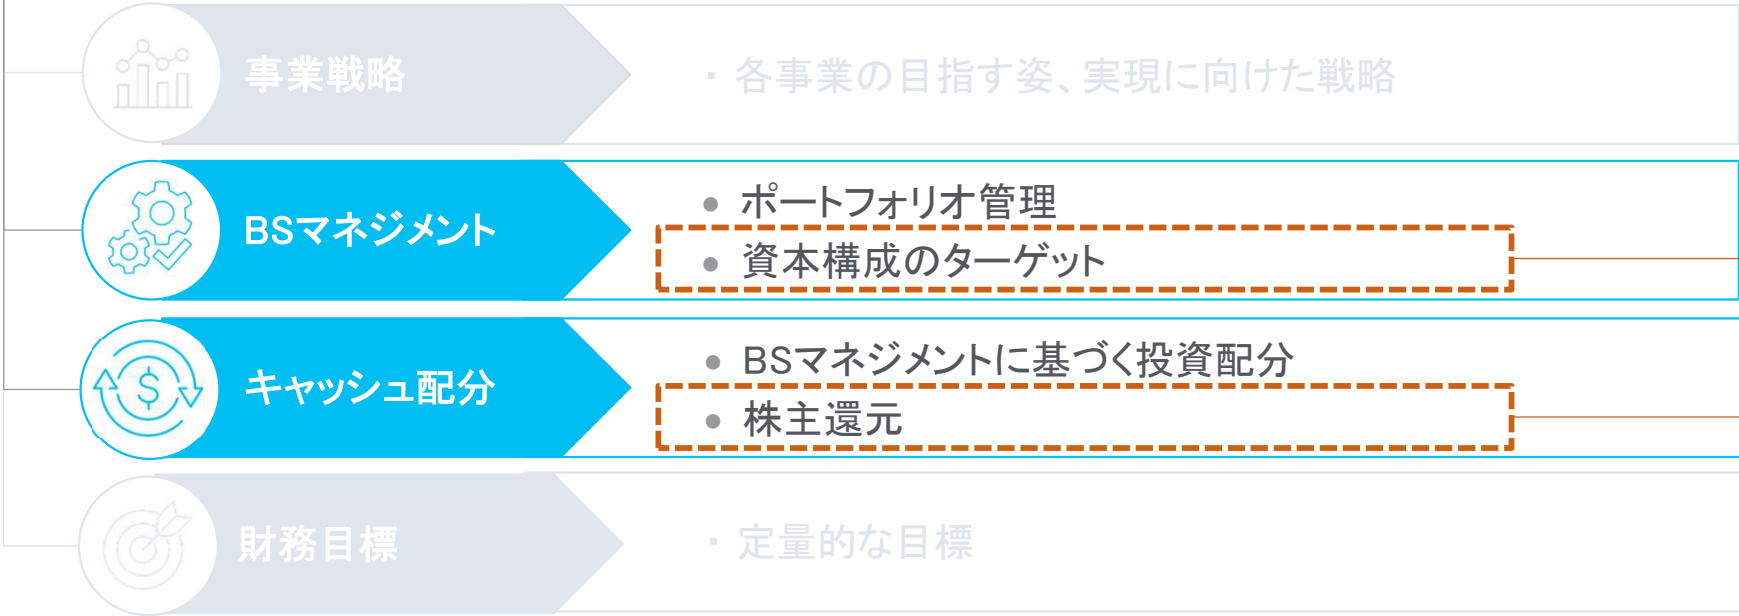 事業戦略
・各事業の目指す姿、実現に向けた戦略
BSマネジメント
● ポートフォリオ管理
● 資本構成のターゲット
キャッシュ配分
● BSマネジメントに基づく投資配分
● 株主還元
財務目標
・定量的な目標